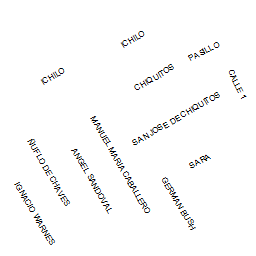 ICHILO
PASILLO
ICHILO
CHIQUITOS
CALLE 1
SAN JOSE DE CHIQUITOS
MANUEL MARIA CABALLERO
SARA
ÑUFLO DE CHAVES
ANGEL SANDOVAL
GERMAN BUSH
IGNACIO WARNES